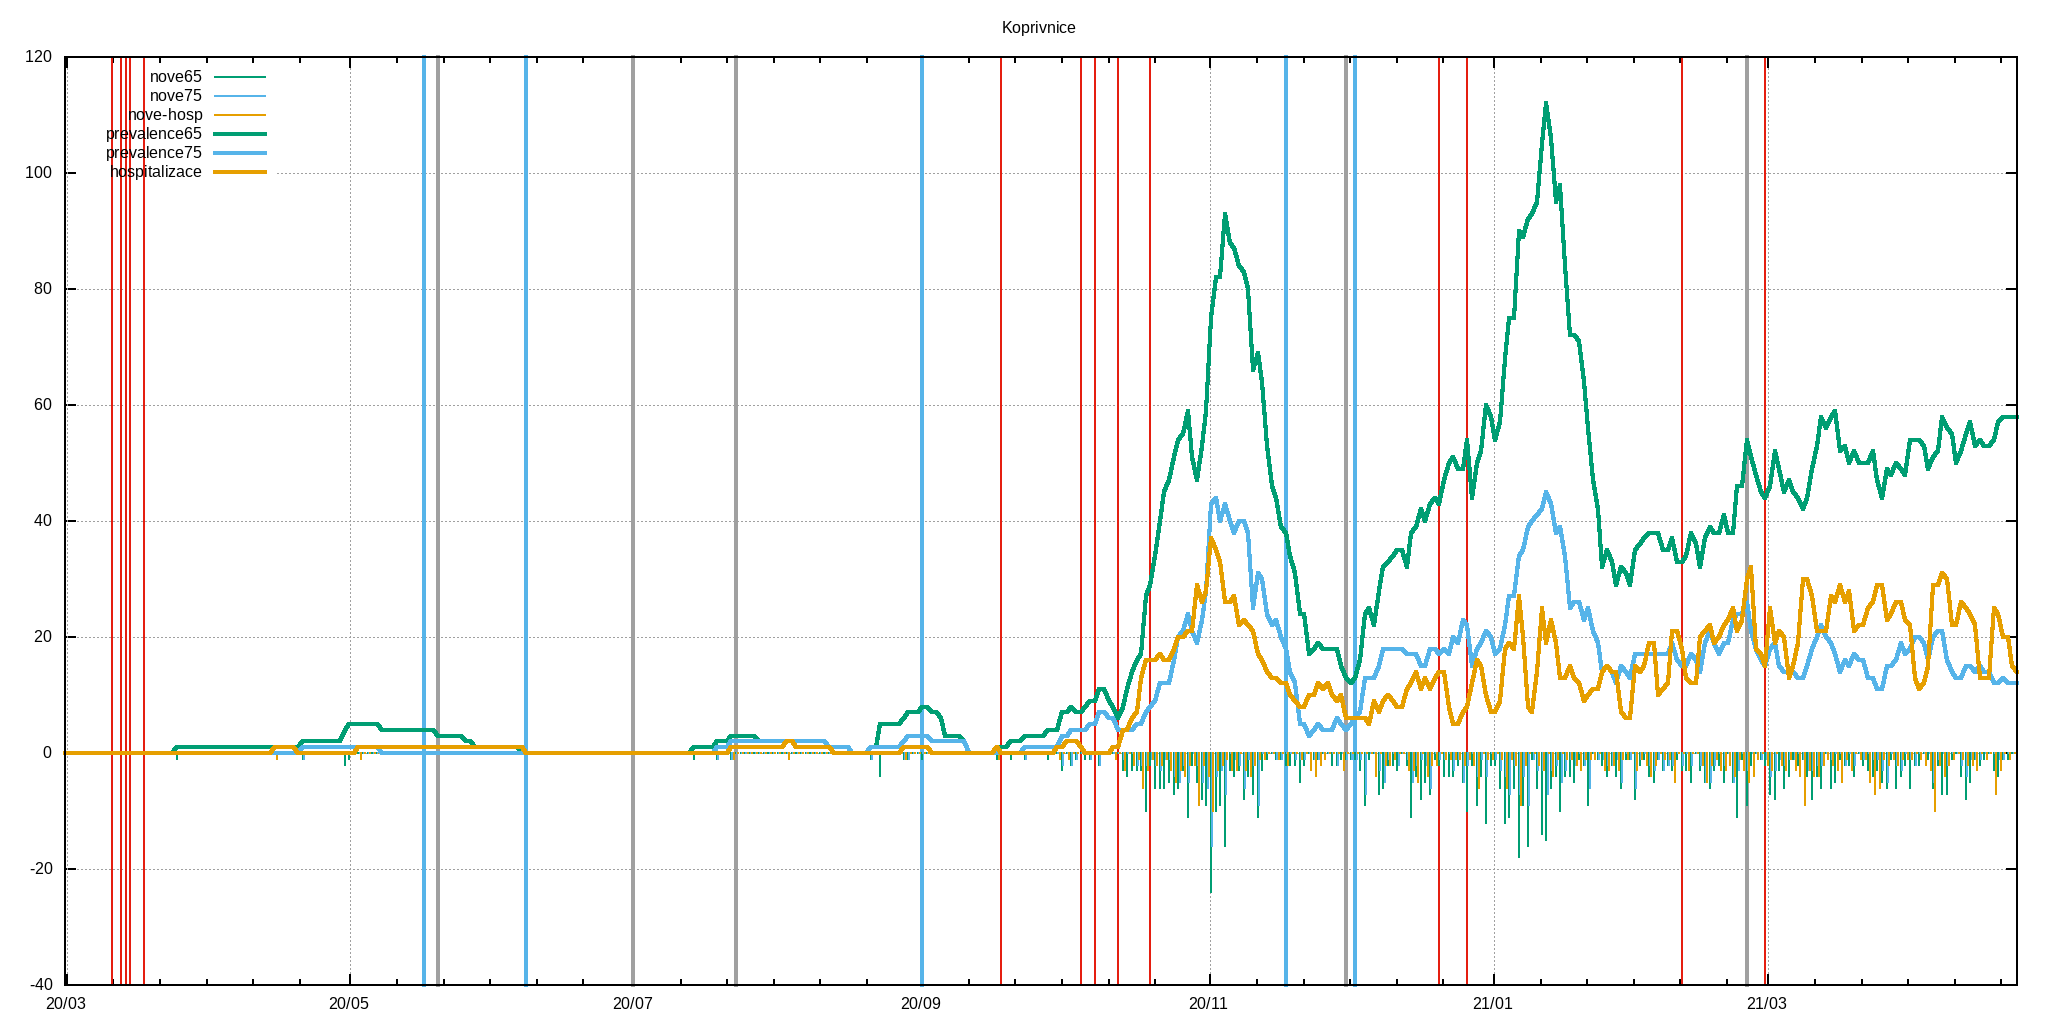 Koprivnice
120
nove65
nove75
nove-hosp
prevalence65
prevalence75
hospitalizace
100
80
60
40
20
0
-20
-40
20/03 20/05 20/07 20/09 20/11 21/01 21/03